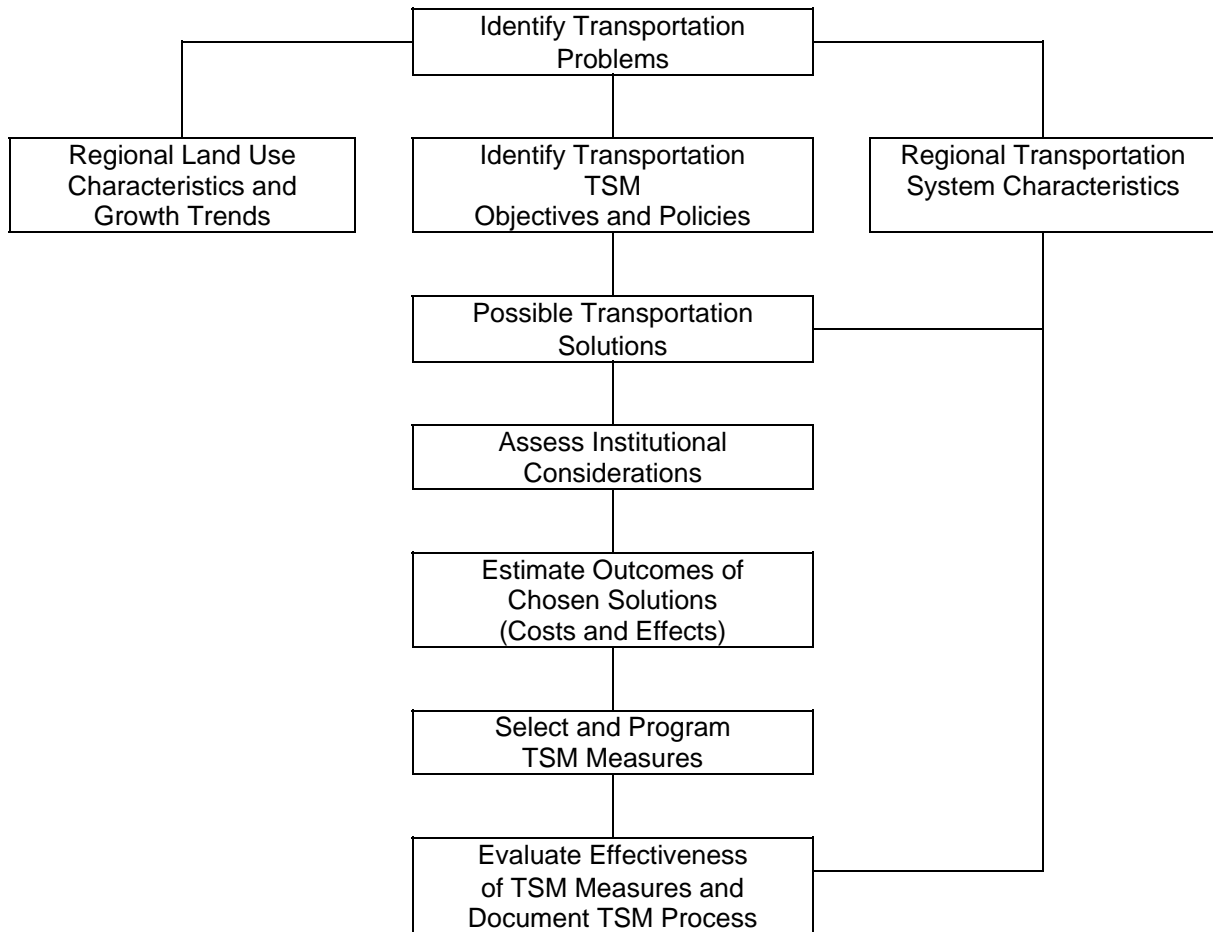 Identify Transportation
Problems
Regional Land Use
Characteristics and
Growth Trends
Identify Transportation
TSM
Objectives and Policies
Regional Transportation
System Characteristics
Possible Transportation
Solutions
Assess Institutional
Considerations
Estimate Outcomes of
Chosen Solutions
(Costs and Effects)
Select and Program
TSM Measures
Evaluate Effectiveness
of TSM Measures and
Document TSM Process